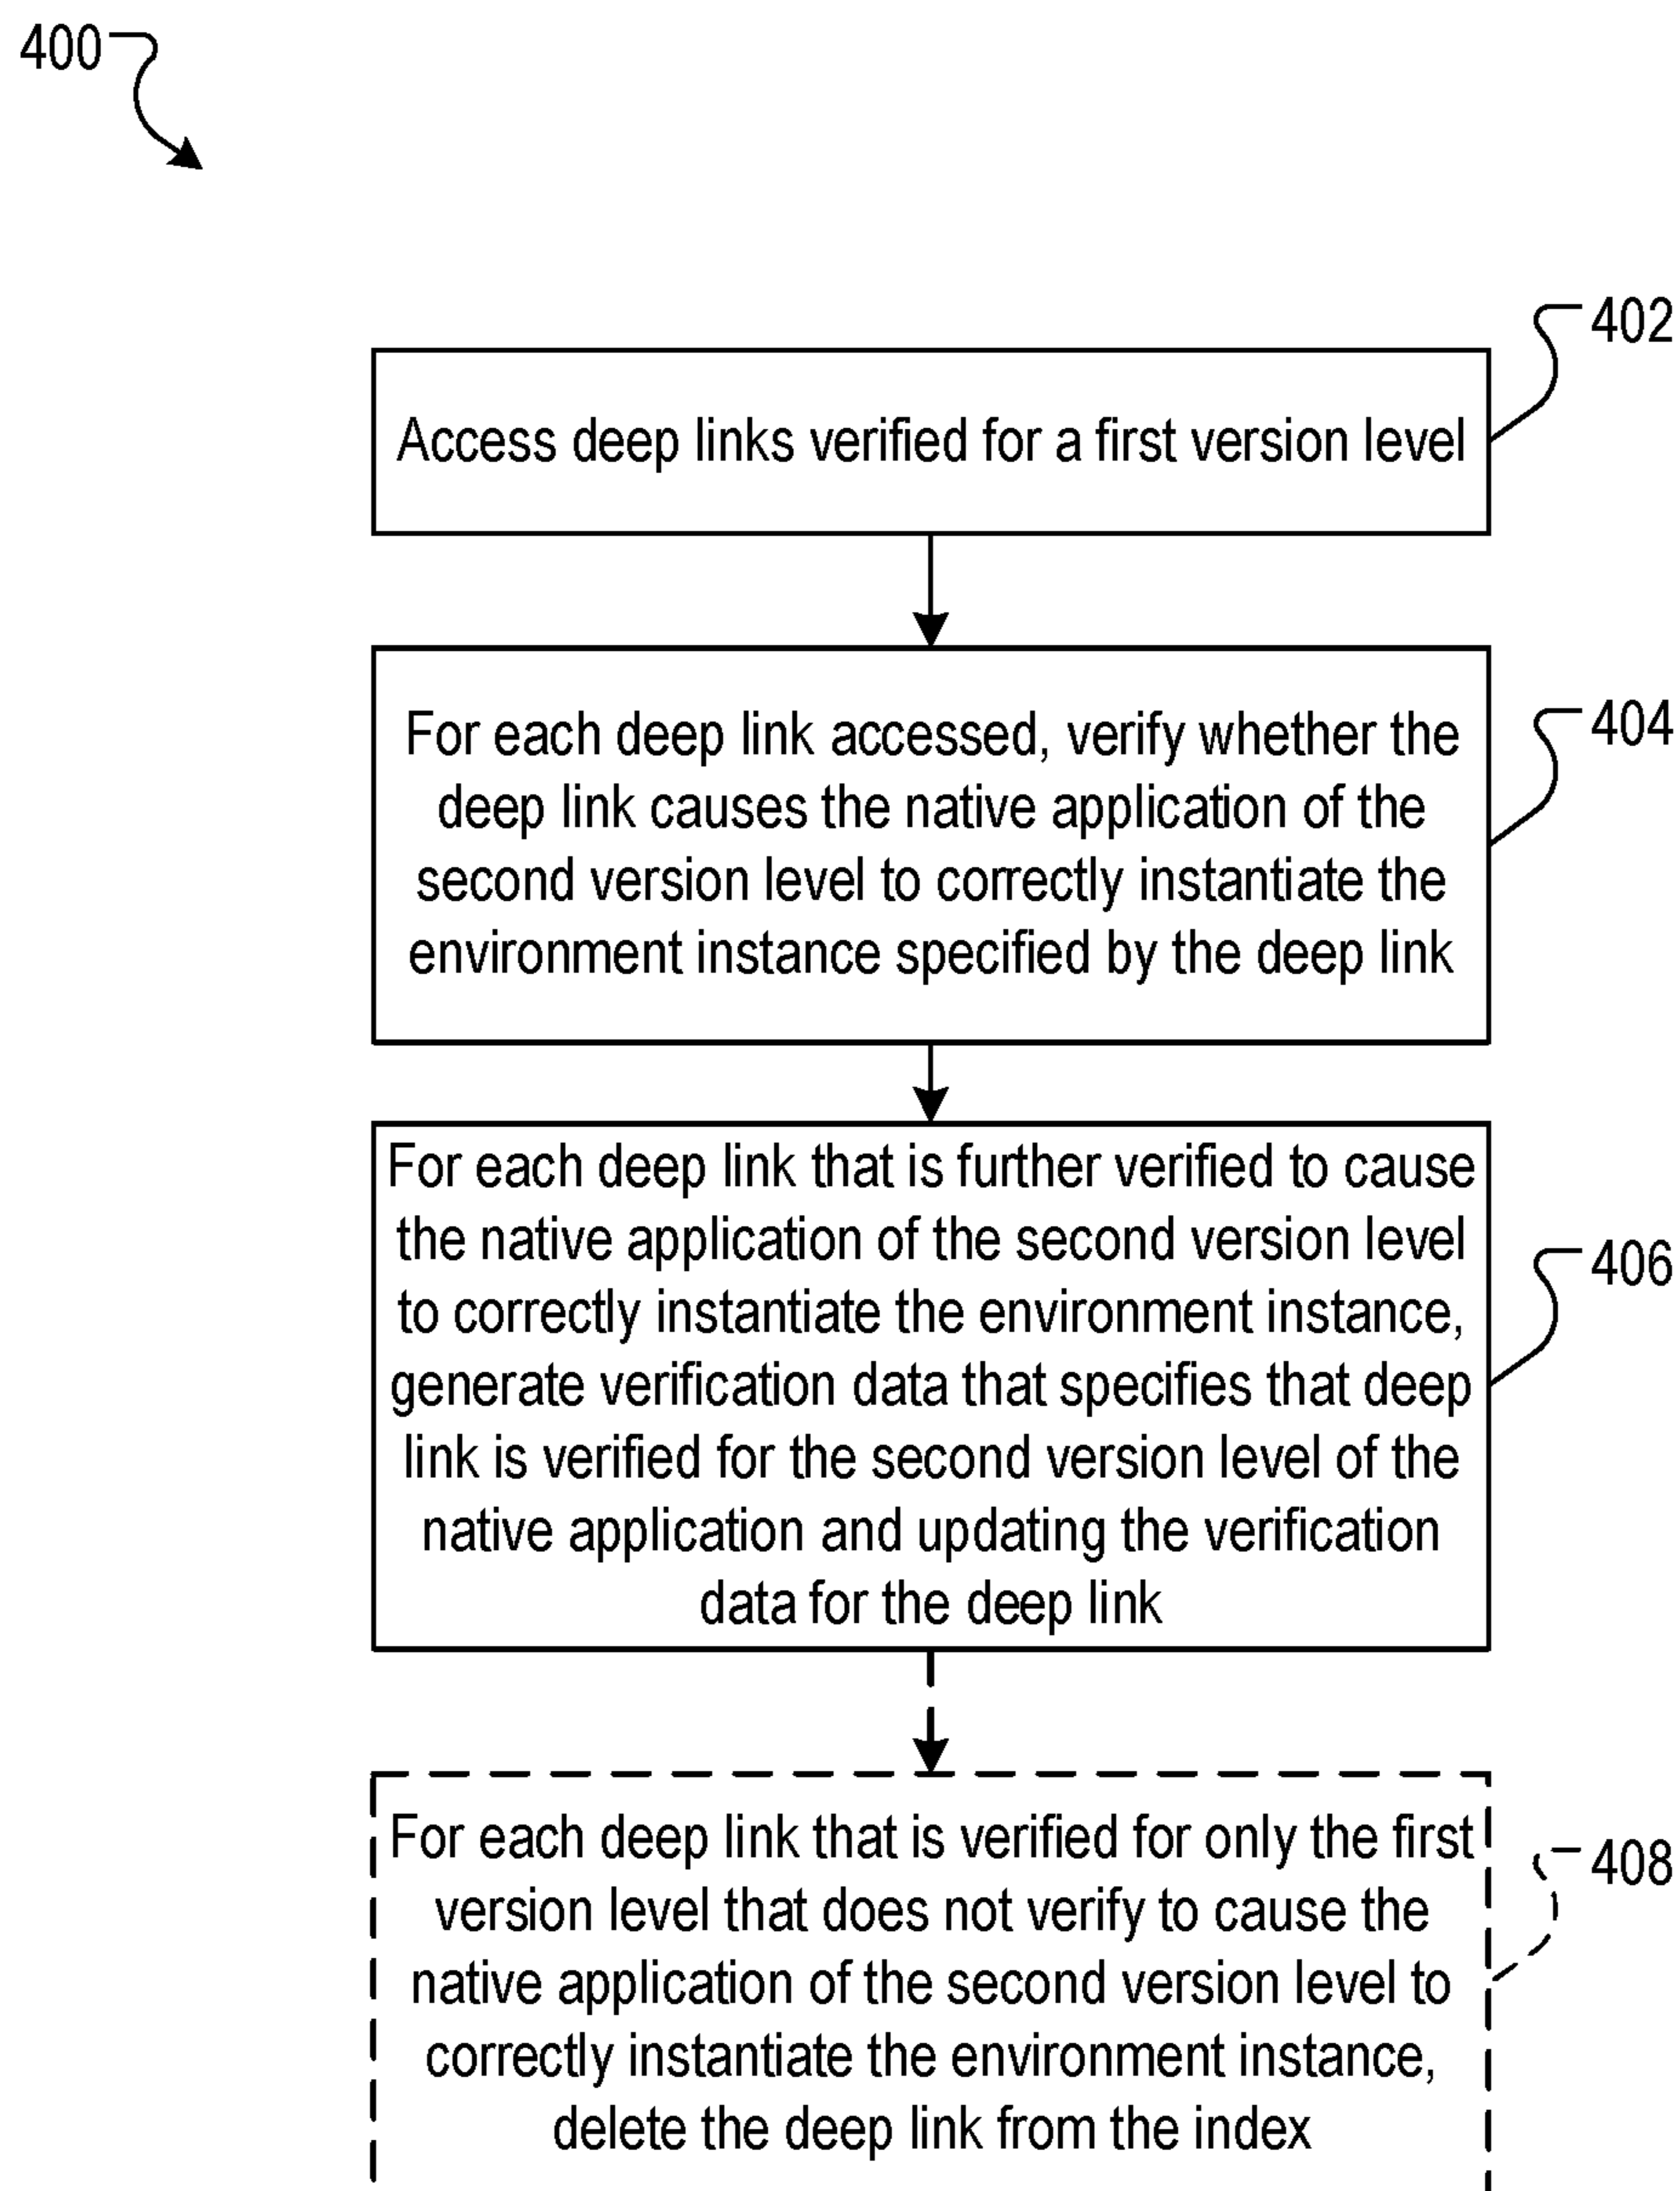 400
402
Access deep links verified for a first version level
404
For each deep link accessed, verify whether the
deep link causes the native application of the
second version level to correctly instantiate the
environment instance specified by the deep link
For each deep link that is further verified to cause
the native application of the second version level
406
to correctly instantiate the environment instance,
generate verification data that specifies that deep
link is verified for the second version level of the
native application and updating the verification
data for the deep link
For each deep link that is verified for only the first
408
version level that does not verify to cause the
native application of the second version level to
correctly instantiate the environment instance,
delete the deep link from the index